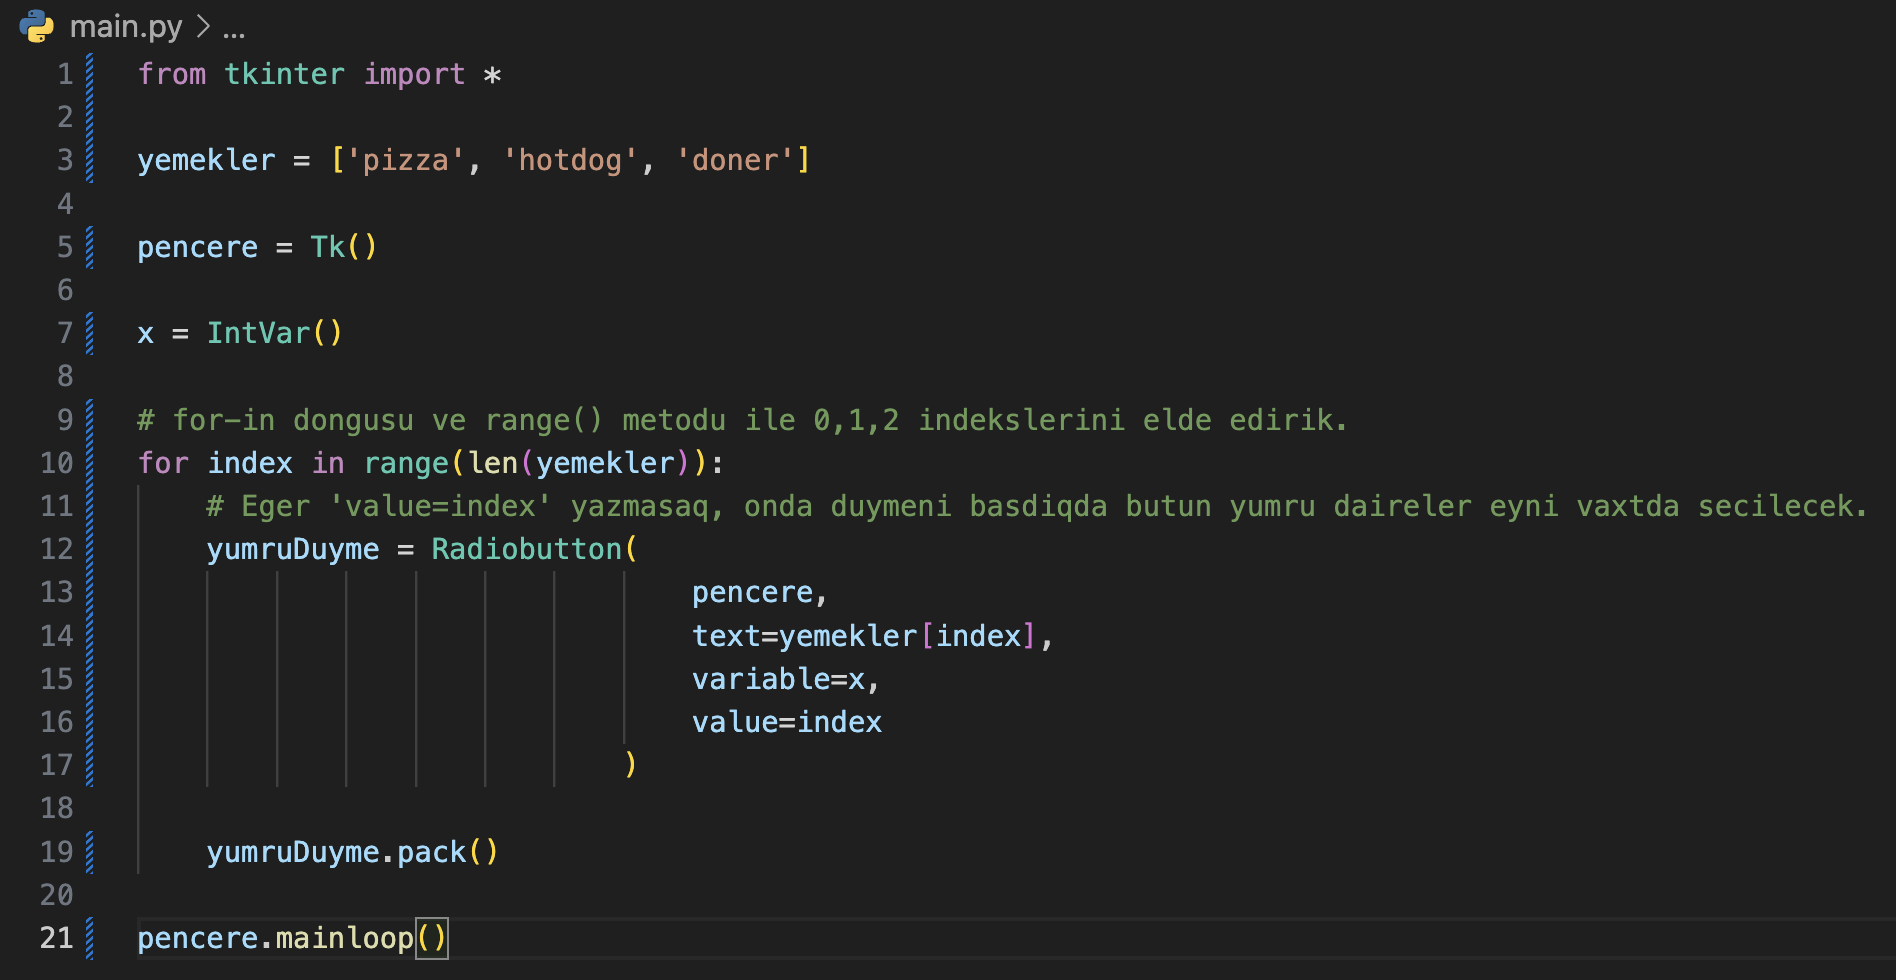 main.py > ...
1 from tkinter import *
2
3 yemekler = ['pizza', 'hotdog', 'doner']
4
5 pencere = Tk()
6
7 x = IntVar()
8
9 # for-in dongusu ve range() metodu ile 0,1,2 indekslerini elde edirik.
10 for index in range(len(yemekler)):
11     # Eger 'value=index' yazmasaq, onda duymeni basdiqda butun yumru daireler eyni vaxtda secilecek.
12     yumruDuyme = Radiobutton(
13                                 pencere,
14                                 text=yemekler[index],
15                                 variable=x,
16                                 value=index
17                             )
18
19     yumruDuyme.pack()
20
21 pencere.mainloop()